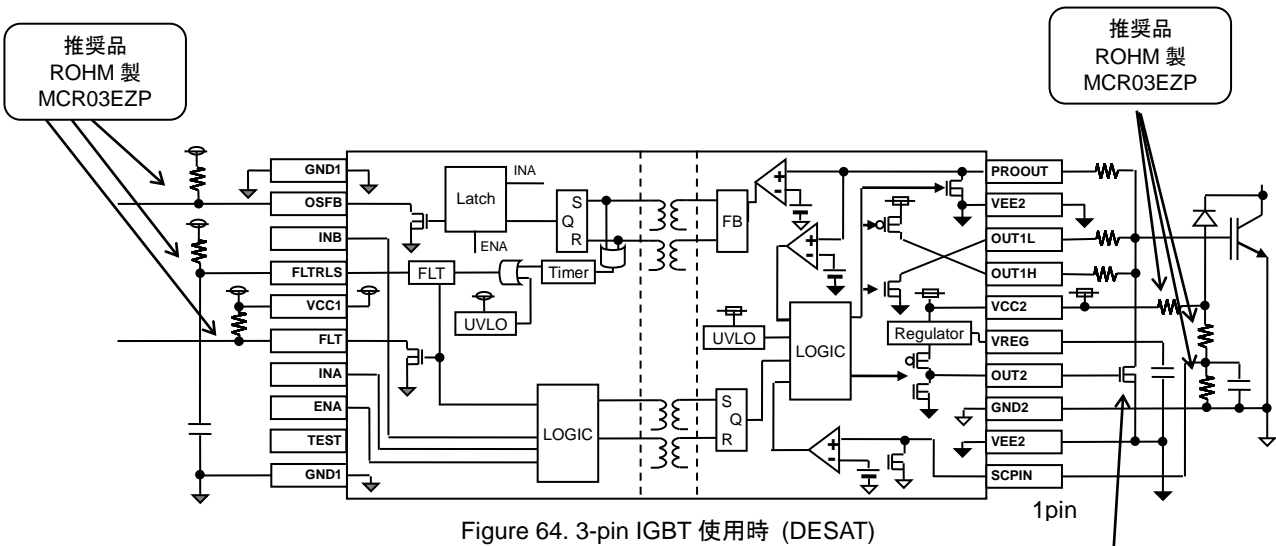 推奨品
ROHM 製
MCR03EZP
推奨品
ROHM 製
MCR03EZP
GND1
OSFB
INB
FLTRLS
VCC1
FLT
INA
ENA
TEST
GND1
Latch
INA
ENA
S
Q
R
FLT
Timer
UVLO
LOGIC
FB
+
-
+
-
UVLO
LOGIC
Regulator
S
Q
R
+
-
PROOUT
VEE2
OUT1L
OUT1H
VCC2
VREG
OUT2
GND2
VEE2
SCPIN
1pin
Figure 64. 3-pin IGBT 使用時 (DESAT)